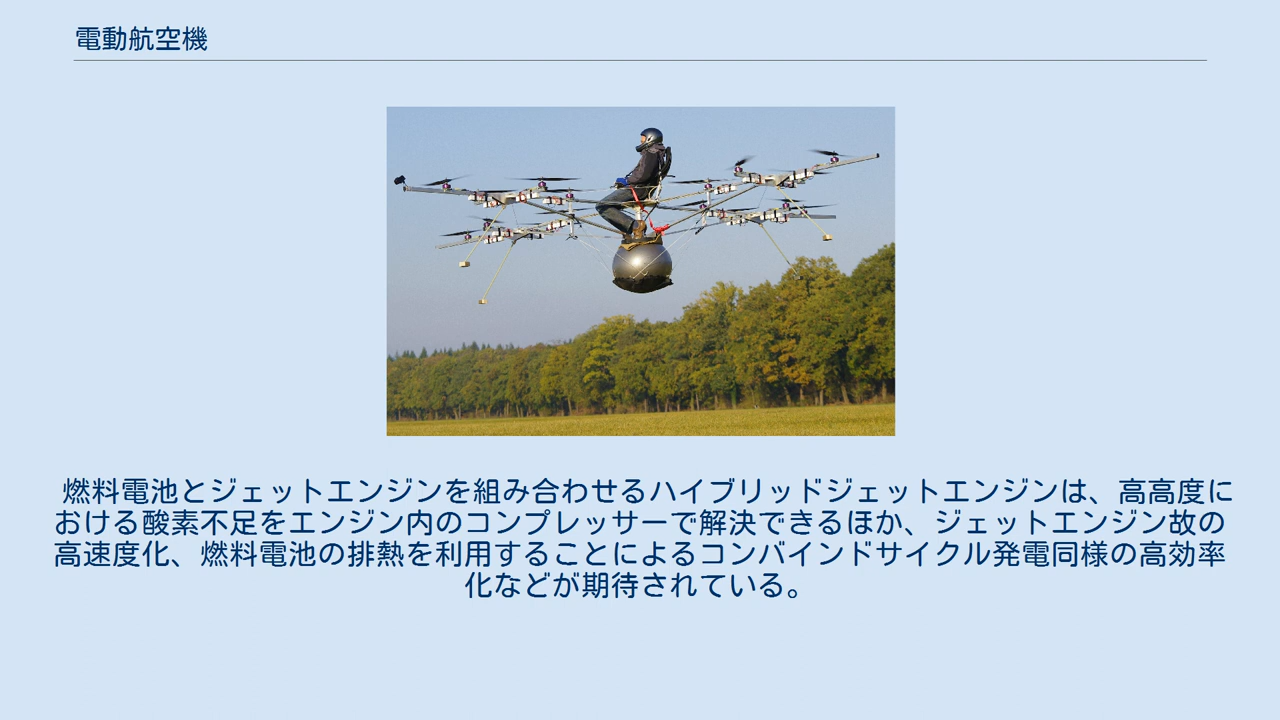 電動航空機
燃料電池とジェットエンジンを組み合わせるハイブリッドジェットエンジンは、高高度に
おける酸素不足をエンジン内のコンプレッサーで解決できるほか、ジェットエンジン故の
高速度化、燃料電池の排熱を利用することによるコンバインドサイクル発電同様の高効率
化などが期待されている。